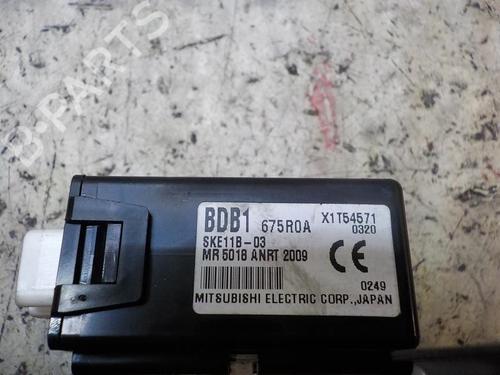 BDB1 675R0A X1T54571
0320
SKE11B-03
MR 5018 ANRT 2009
CE
0249
MITSUBISHI ELECTRIC CORP.,JAPAN
B-PARTS